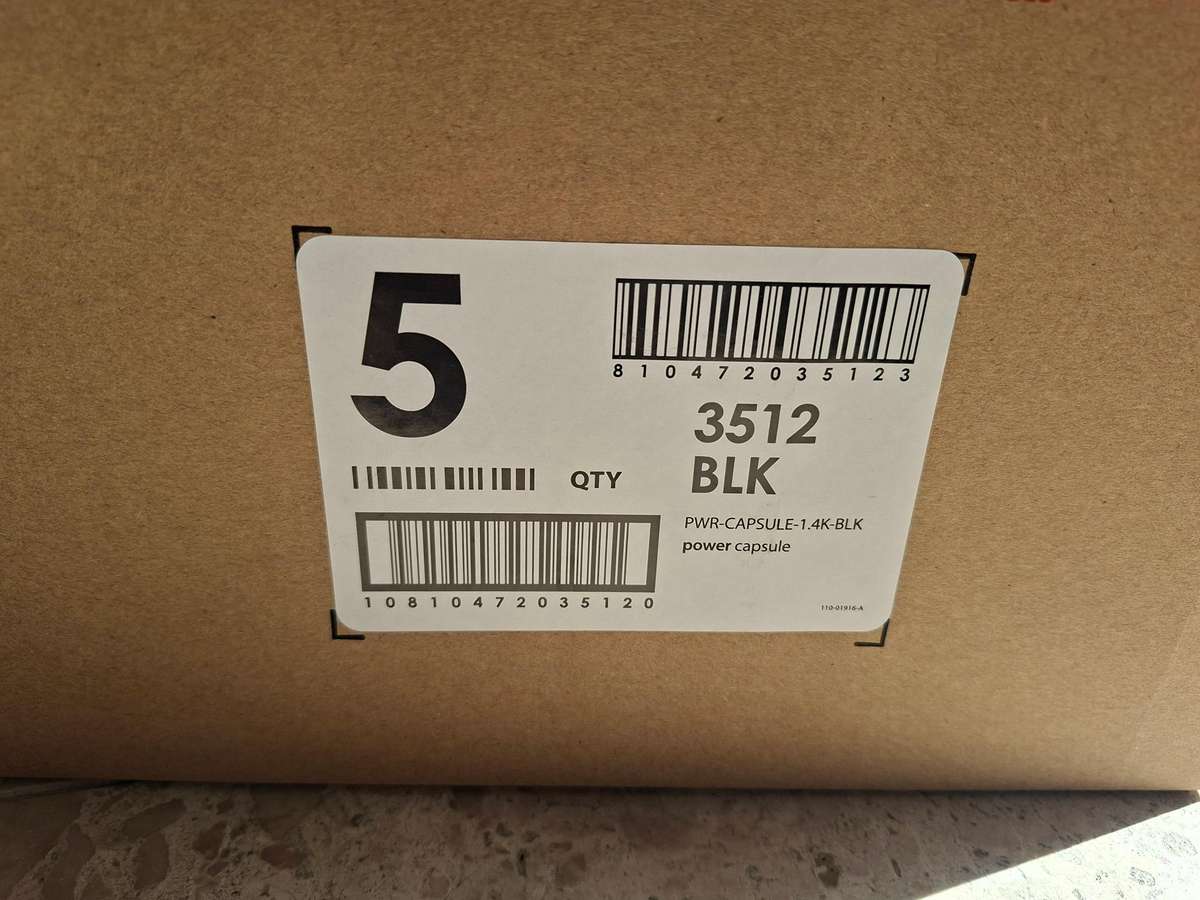 5
QTY
10810472035120
810472035123
3512
BLK
PWR-CAPSULE-1.4K-BLK
power capsule
110-01916-A